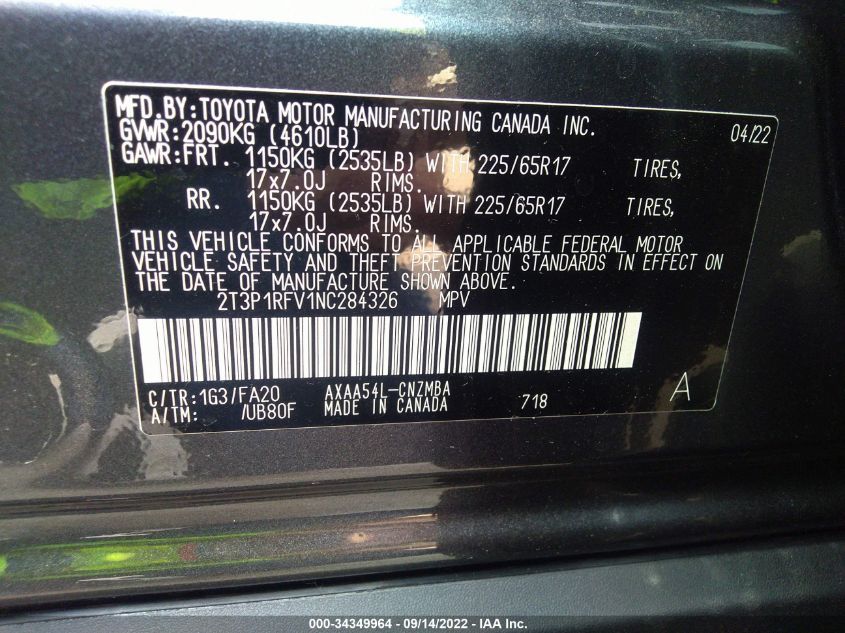 MFD.BY:TOYOTA MOTOR MANUFACTURING CANADA INC. 04/22
GVWR:2090KG (4610LB)
GAWR:FRT. 1150KG (2535LB) WITH 225/65R17 TIRES,
17x7.0J RIMS.
RR. 1150KG (2535LB) WITH 225/65R17 TIRES,
17x7.0J RIMS.
THIS VEHICLE CONFORMS TO ALL APPLICABLE FEDERAL MOTOR
VEHICLE SAFETY AND THEFT PREVENTION STANDARDS IN EFFECT ON
THE DATE OF MANUFACTURE SHOWN ABOVE.
2T3P1RFV1NC284326 MPV
C/TR:1G3/FA20 AXAA54L-CNZMBA
A/TM: /UB80F MADE IN CANADA 718 A
000-34349964 - 09/14/2022 - IAA Inc.